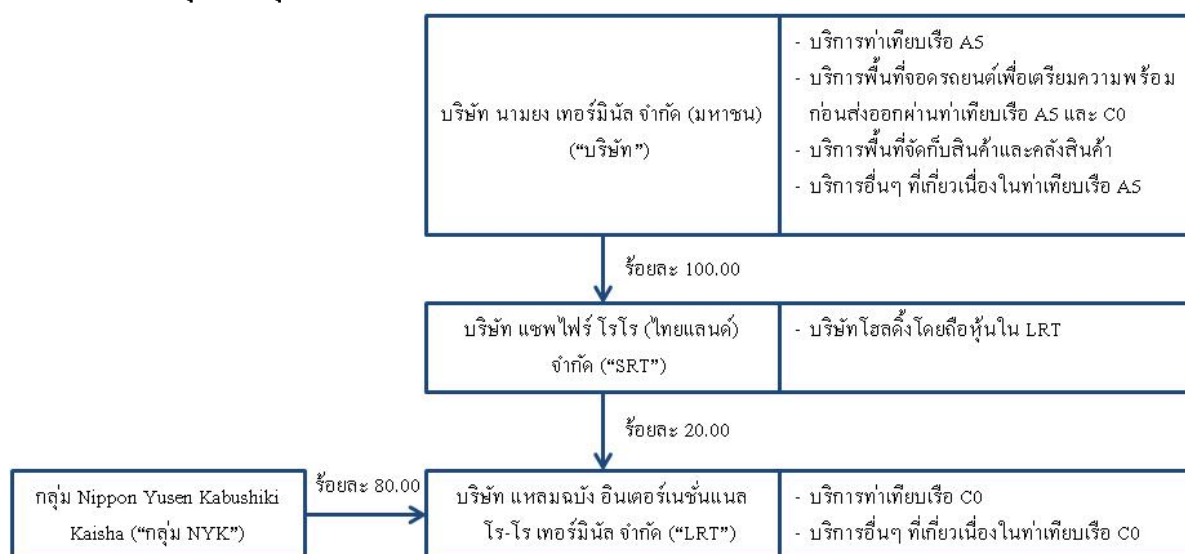 บริษัท นามยง เทอร์มินัล จำกัด (มหาชน)
(“บริษัท”)
- บริการท่าเทียบเรือ A5
- บริการพื้นที่จอดรถยนต์เพื่อเตรียมความพร้อม
ก่อนส่งออกผ่านท่าเทียบเรือ A5 และ C0
- บริการพื้นที่จัดก็บสินค้าและคลังสินค้า
- บริการอื่นๆ ที่เกี่ยวเนื่องในท่าเทียบเรือ A5
ร้อยละ 100.00
บริษัท แซพไฟร์ โรโร (ไทยแลนด์)
จำกัด (“SRT”)
- บริษัทโฮลดิ้งโดยถือหุ้นใน LRT
ร้อยละ 20.00
กลุ่ม Nippon Yusen Kabushiki
Kaisha (“กลุ่ม NYK”)
ร้อยละ 80.00
บริษัท แหลมฉบัง อินเตอร์เนชั่นแนล
โร-โร เทอร์มินัล จำกัด (“LRT”)
- บริการท่าเทียบเรือ C0
- บริการอื่นๆ ที่เกี่ยวเนื่องในท่าเทียบเรือ C0